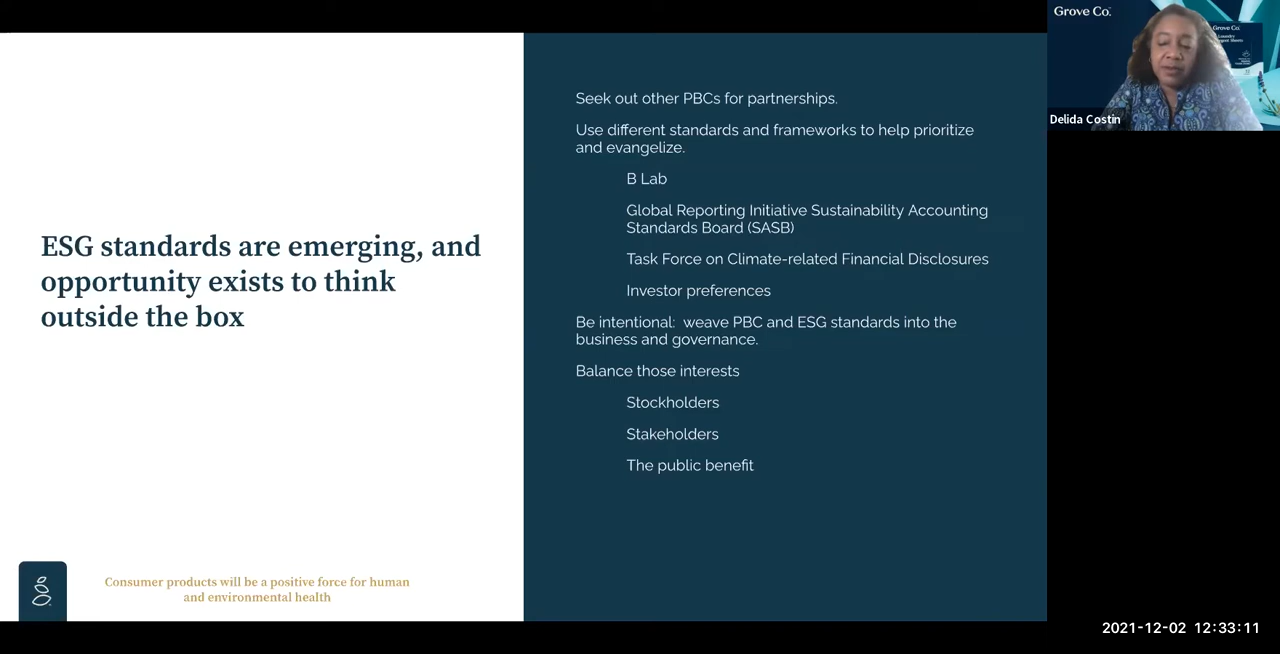 ESG standards are emerging, and
opportunity exists to think
outside the box
Consumer products will be a positive force for human
and environmental health
Seek out other PBCs for partnerships.
Use different standards and frameworks to help prioritize
and evangelize.
B Lab
Global Reporting Initiative Sustainability Accounting
Standards Board (SASB)
Task Force on Climate-related Financial Disclosures
Investor preferences
Be intentional:  weave PBC and ESG standards into the
business and governance.
Balance those interests
Stockholders
Stakeholders
The public benefit
Grove Co.
Grove Co.
Delida Costin
2021-12-02 12:33:11